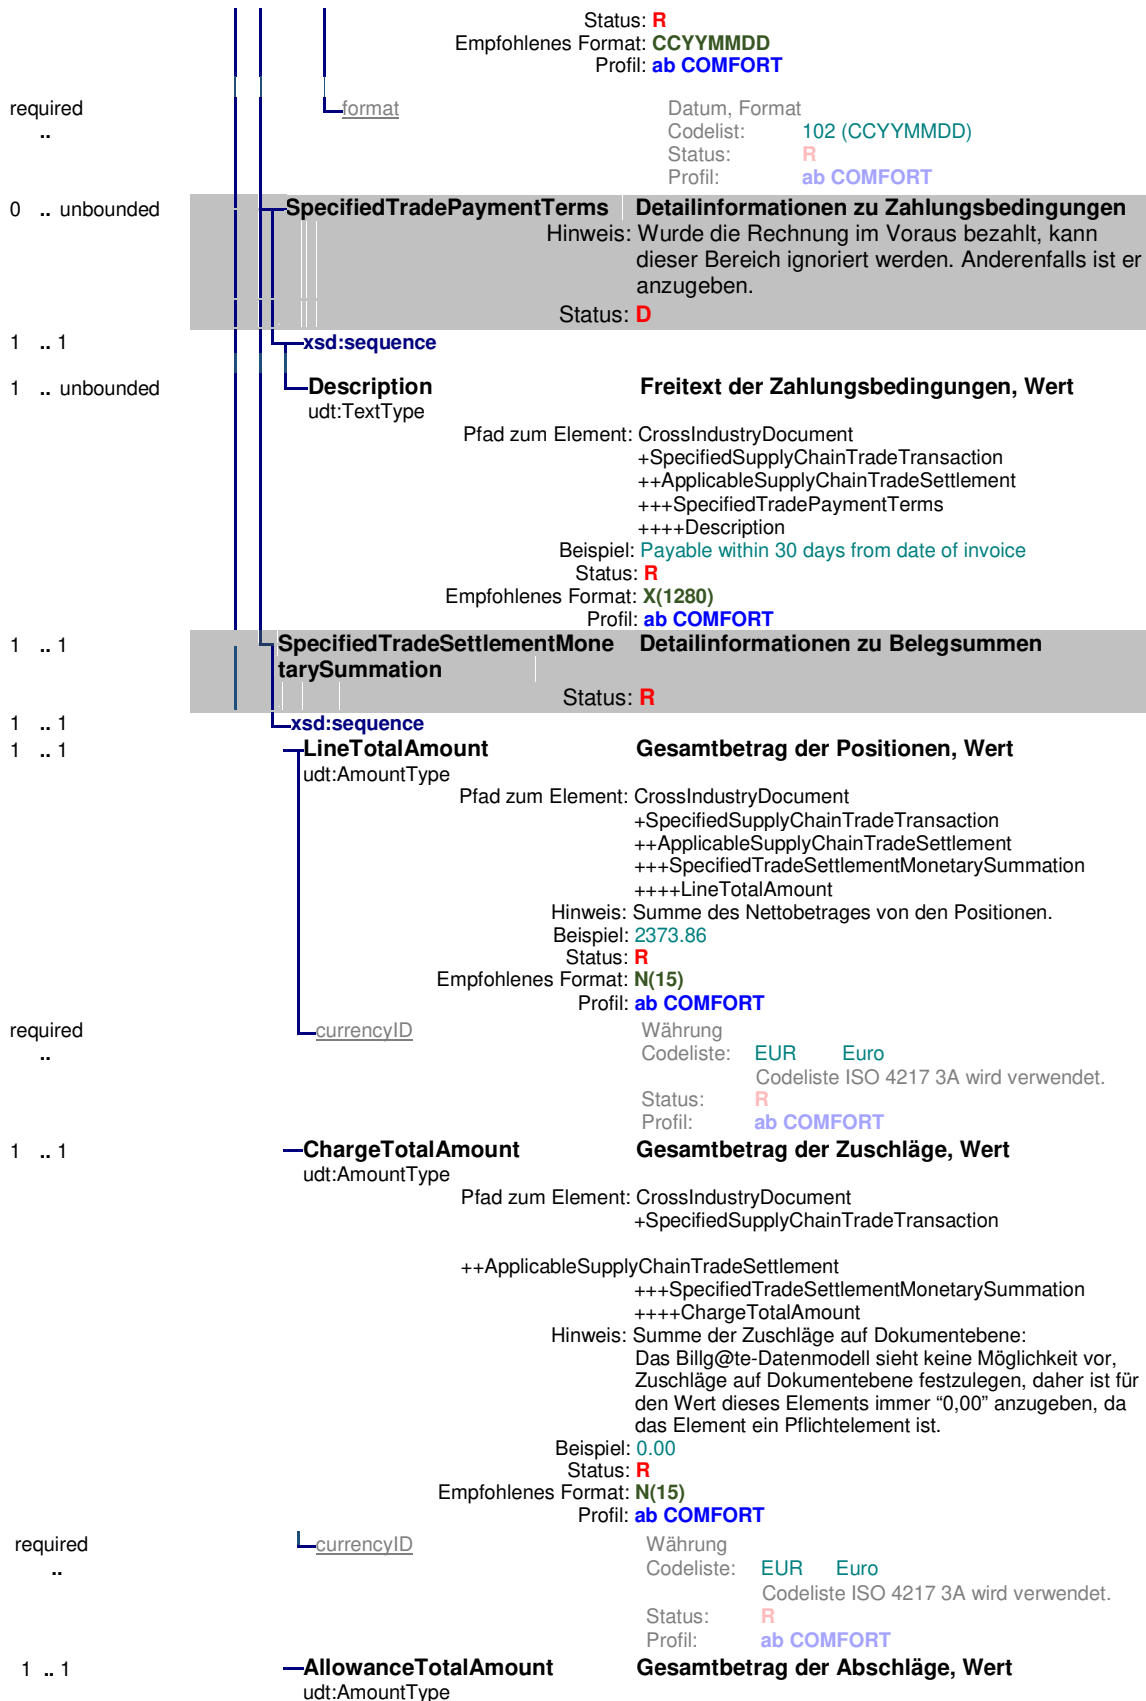 Status: R
Empfohlenes Format: CCYYMMDD
Profil: ab COMFORT
required format Datum, Format
.. Codelist: 102 (CCYYMMDD)
Status: R
Profil: ab COMFORT
0 .. unbounded SpecifiedTradePaymentTerms Detailinformationen zu Zahlungsbedingungen
Hinweis: Wurde die Rechnung im Voraus bezahlt, kann
dieser Bereich ignoriert werden. Anderenfalls ist er
anzugeben.
Status: D
1 .. 1 xsd:sequence
1 .. unbounded Description Freitext der Zahlungsbedingungen, Wert
udt:TextType
Pfad zum Element: CrossIndustryDocument
+SpecifiedSupplyChainTradeTransaction
++ApplicableSupplyChainTradeSettlement
+++SpecifiedTradePaymentTerms
++++Description
Beispiel: Payable within 30 days from date of invoice
Status: R
Empfohlenes Format: X(1280)
Profil: ab COMFORT
1 .. 1 SpecifiedTradeSettlementMone Detailinformationen zu Belegsummen
tarySummation
Status: R
1 .. 1 xsd:sequence
1 .. 1 LineTotalAmount Gesamtbetrag der Positionen, Wert
udt:AmountType
Pfad zum Element: CrossIndustryDocument
+SpecifiedSupplyChainTradeTransaction
++ApplicableSupplyChainTradeSettlement
+++SpecifiedTradeSettlementMonetarySummation
++++LineTotalAmount
Hinweis: Summe des Nettobetrages von den Positionen.
Beispiel: 2373.86
Status: R
Empfohlenes Format: N(15)
Profil: ab COMFORT
required currencyID Währung
.. Codeliste: EUR Euro
Codeliste ISO 4217 3A wird verwendet.
Status: R
Profil: ab COMFORT
1 .. 1 ChargeTotalAmount Gesamtbetrag der Zuschläge, Wert
udt:AmountType
Pfad zum Element: CrossIndustryDocument
+SpecifiedSupplyChainTradeTransaction
++ApplicableSupplyChainTradeSettlement
+++SpecifiedTradeSettlementMonetarySummation
++++ChargeTotalAmount
Hinweis: Summe der Zuschläge auf Dokumentebene:
Das Billg@te-Datenmodell sieht keine Möglichkeit vor,
Zuschläge auf Dokumentebene festzulegen, daher ist für
den Wert dieses Elements immer “0,00” anzugeben, da
das Element ein Pflichtelement ist.
Beispiel: 0.00
Status: R
Empfohlenes Format: N(15)
Profil: ab COMFORT
required currencyID Währung
.. Codeliste: EUR Euro
Codeliste ISO 4217 3A wird verwendet.
Status: R
Profil: ab COMFORT
1 .. 1 AllowanceTotalAmount Gesamtbetrag der Abschläge, Wert
udt:AmountType